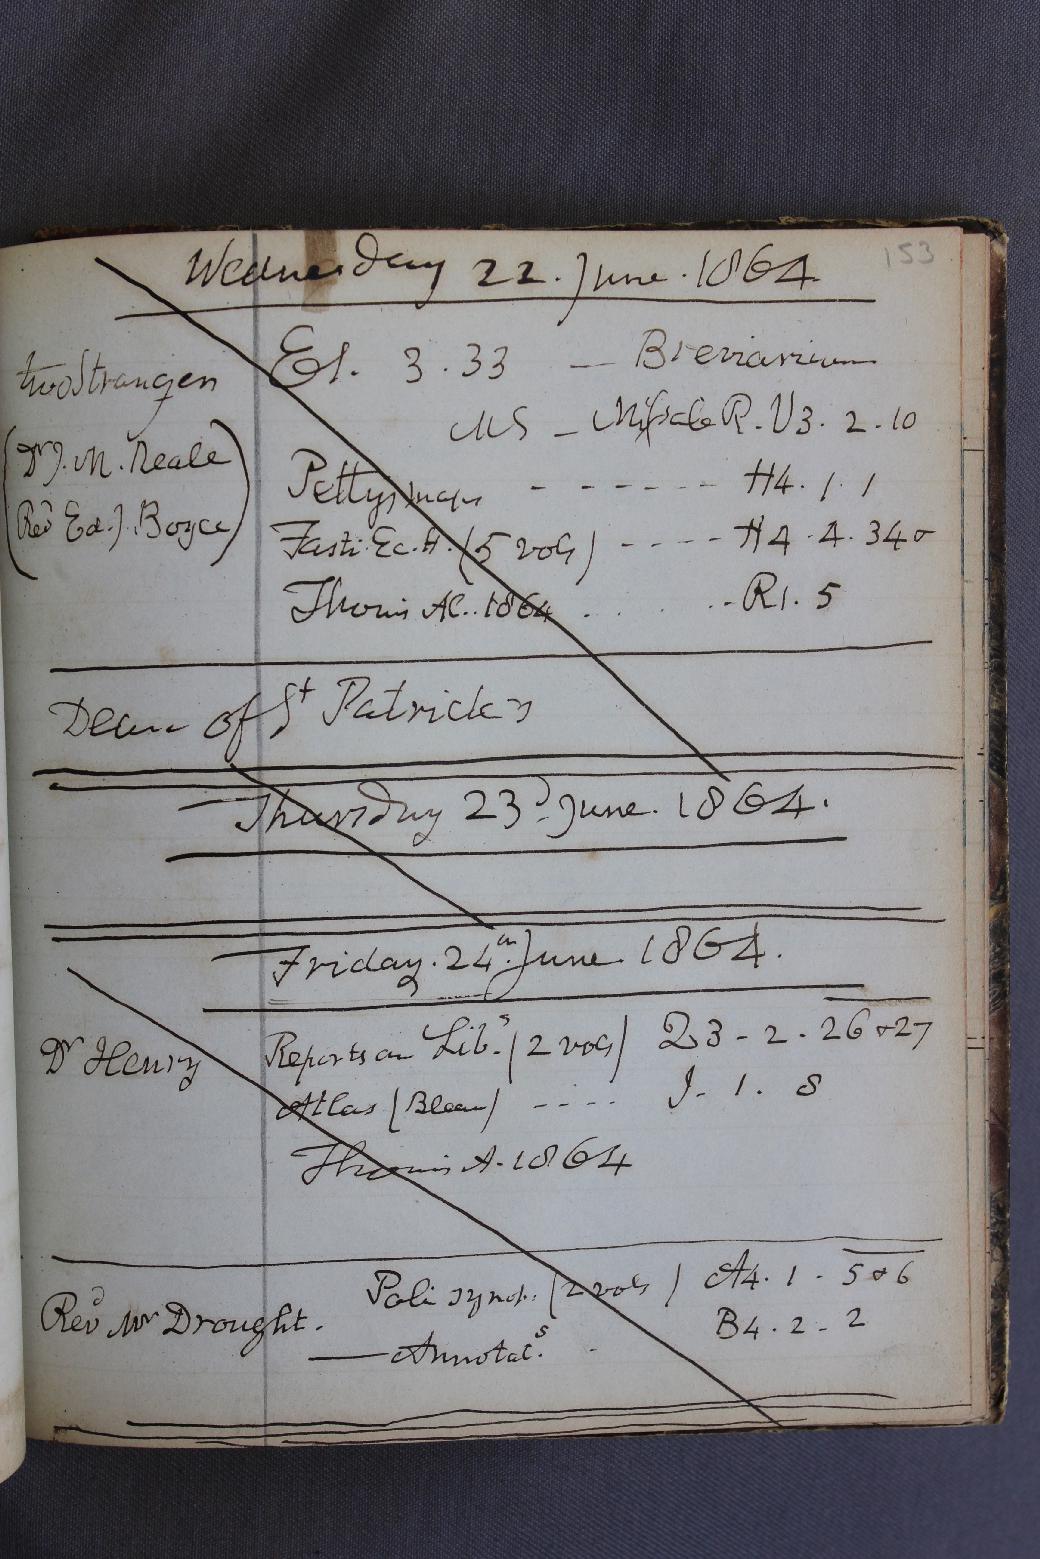 153
Wednesday 22. June. 1864
two Strangers
E1. 3. 33 — Breviarium
MS — Missale R. V3. 2. 10
(Dr J. M. Neale
Pettys maps - - - - - - H4. 1. 1
Revd Ed. J. Boyce)
Fasti Ec. H. (5 vols) - - - - H4. 4. 34
Thoms Al. 1864 . . . . - R1. 5
Dean of St Patricks
Thursday 23d June. 1864.
Friday. 24th June. 1864.
Dr Henry
Reports on Libs. (2 vols) Q3 - 2 - 26 & 27
Atlas (Bleau) - - - - J. 1. 8
Thoms A. 1864
Revd Mr Drought.
Poli synop. (2 vols) A4. 1 - 5 & 6
— Annotats. B4. 2 - 2